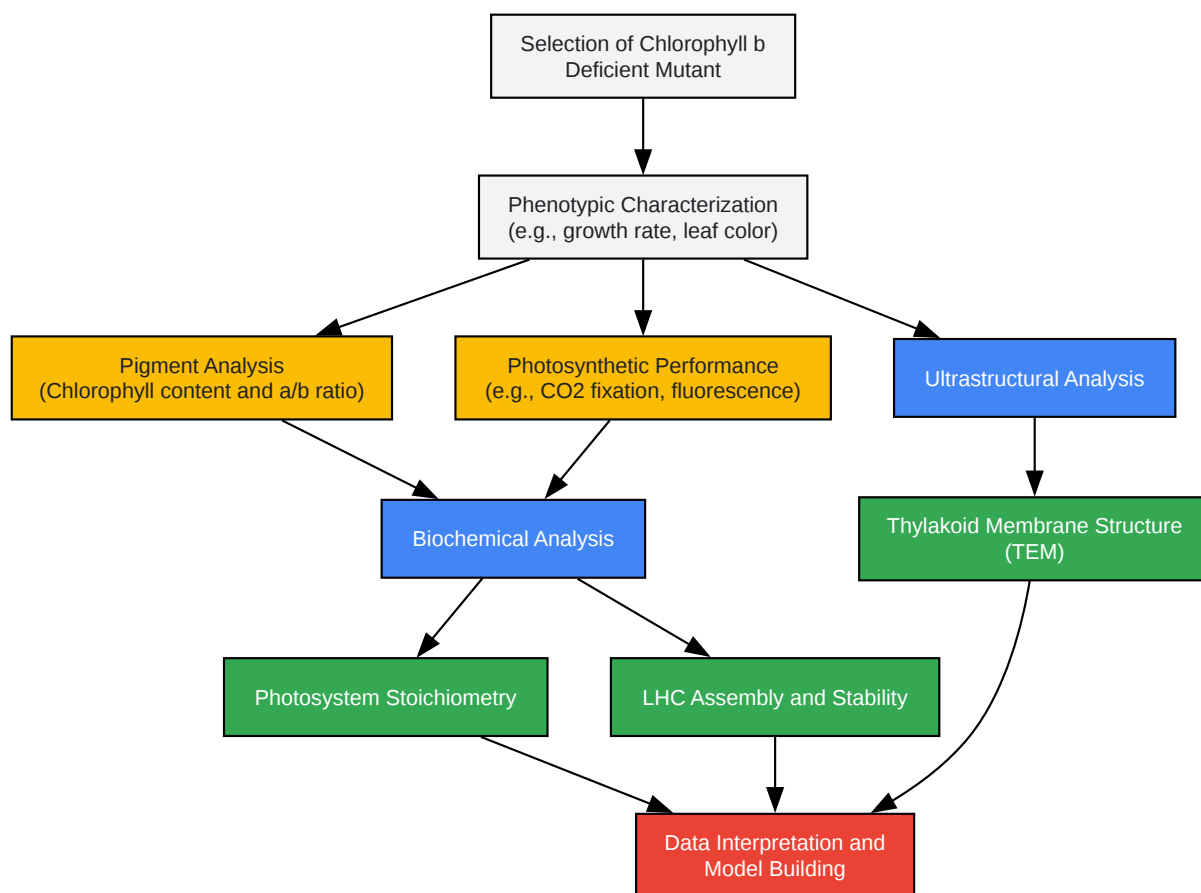 Selection of Chlorophyll b
Deficient Mutant
Phenotypic Characterization
(e.g., growth rate, leaf color)
Pigment Analysis
(Chlorophyll content and a/b ratio)
Photosynthetic Performance
(e.g., CO2 fixation, fluorescence)
Ultrastructural Analysis
Biochemical Analysis
Thylakoid Membrane Structure
(TEM)
Photosystem Stoichiometry
LHC Assembly and Stability
Data Interpretation and
Model Building